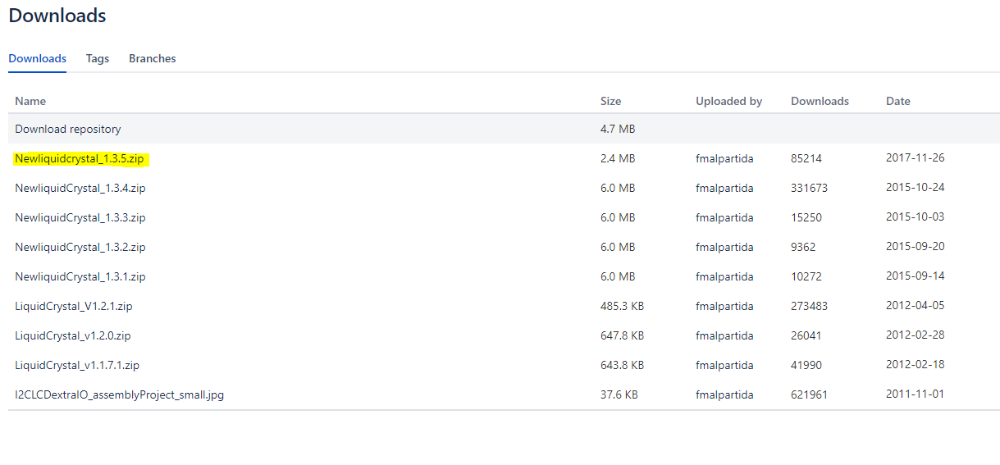 Downloads
Downloads Tags Branches
Name Size Uploaded by Downloads Date
Download repository 4.7 MB
Newliquidcrystal_1.3.5.zip 2.4 MB fmalpartida 85214 2017-11-26
NewliquidCrystal_1.3.4.zip 6.0 MB fmalpartida 331673 2015-10-24
NewliquidCrystal_1.3.3.zip 6.0 MB fmalpartida 15250 2015-10-03
NewliquidCrystal_1.3.2.zip 6.0 MB fmalpartida 9362 2015-09-20
NewliquidCrystal_1.3.1.zip 6.0 MB fmalpartida 10272 2015-09-14
LiquidCrystal_V1.2.1.zip 485.3 KB fmalpartida 273483 2012-04-05
LiquidCrystal_v1.2.0.zip 647.8 KB fmalpartida 26041 2012-02-28
LiquidCrystal_v1.1.7.1.zip 643.8 KB fmalpartida 41990 2012-02-18
I2CLCDextraIO_assemblyProject_small.jpg 37.6 KB fmalpartida 621961 2011-11-01